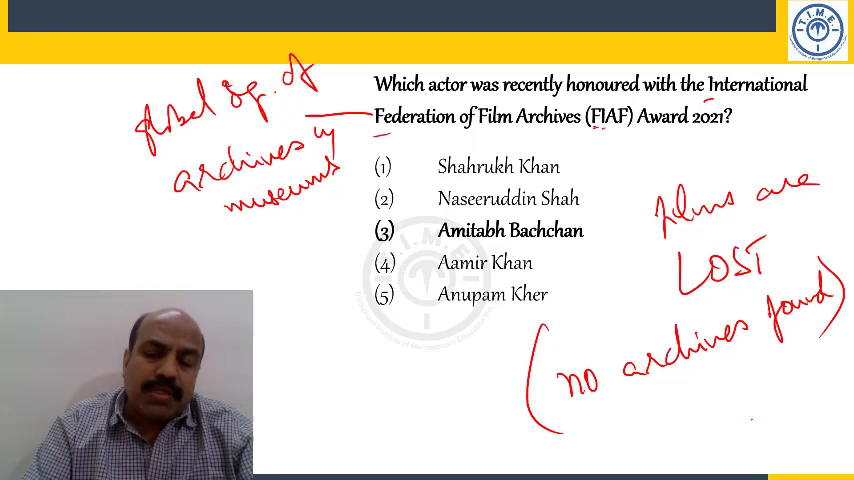 T.I.M.E.
Which actor was recently honoured with the International
Federation of Film Archives (FIAF) Award 2021?
(1) Shahrukh Khan
(2) Naseeruddin Shah
(3) Amitabh Bachchan
(4) Aamir Khan
(5) Anupam Kher
global og. of
archives in
museums
films are
LOST
(no archives found)
T.I.M.E.